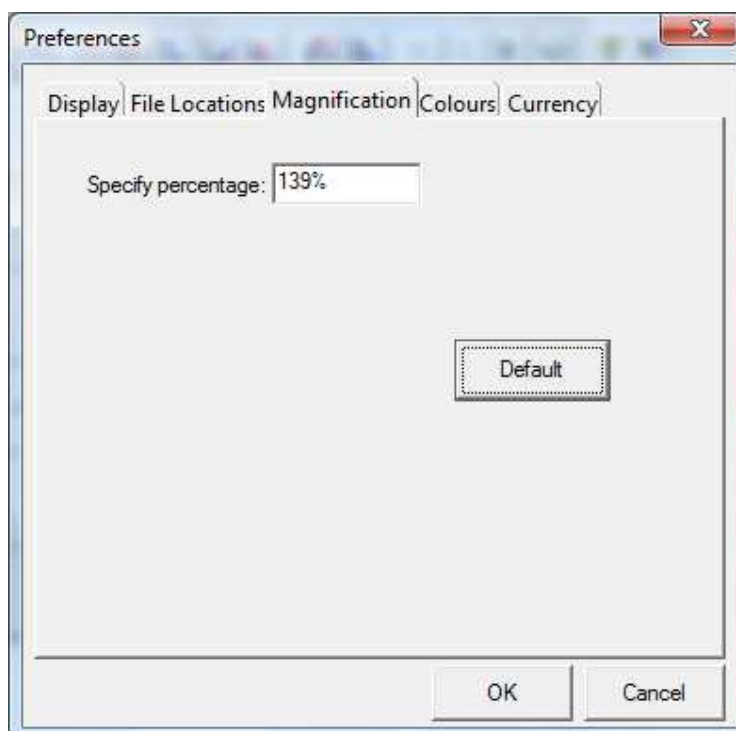 Preferences
Display File Locations Magnification Colours Currency
Specify percentage: 139%
Default
OK Cancel